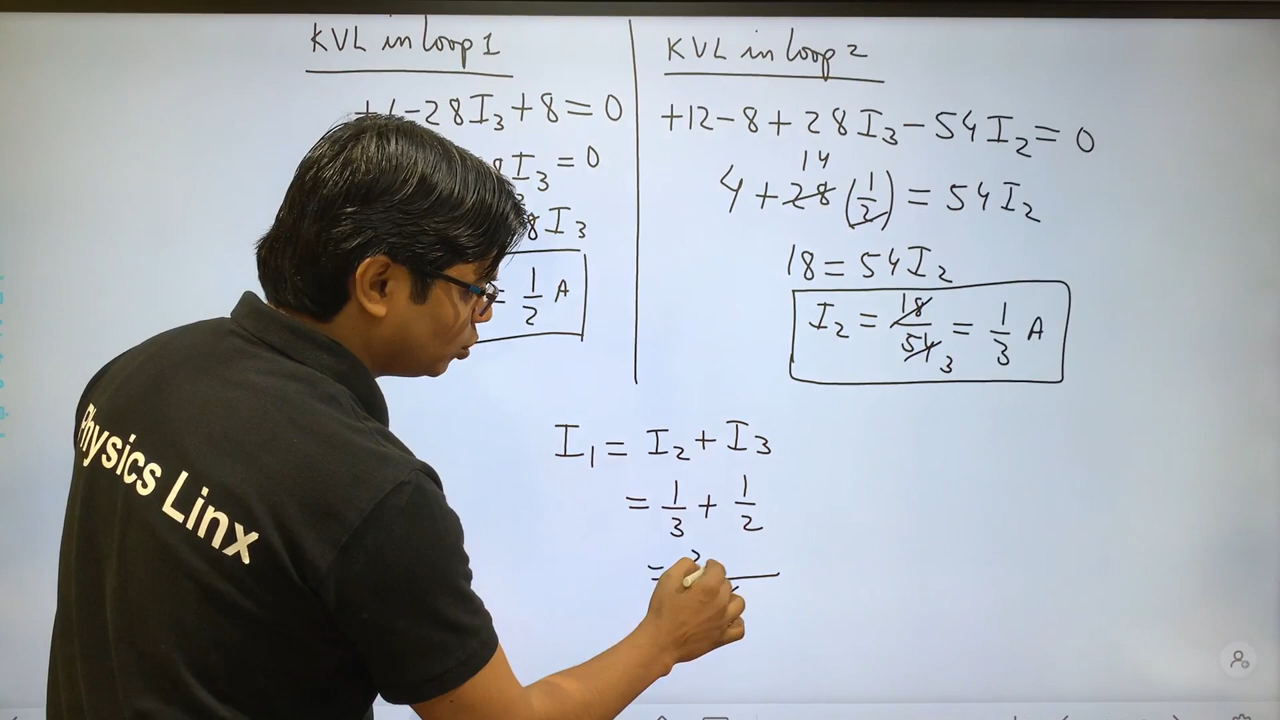 KVL in loop 1
-28I₃+8=0
I₃=0
8I₃
= 1/2 A
KVL in loop 2
+12-8+28I₃-54I₂=0
14
4+28(1/2)=54I₂
18=54I₂
I₂ = 18/54 3 = 1/3 A
I₁ = I₂+I₃
= 1/3 + 1/2
=
Physics Linx